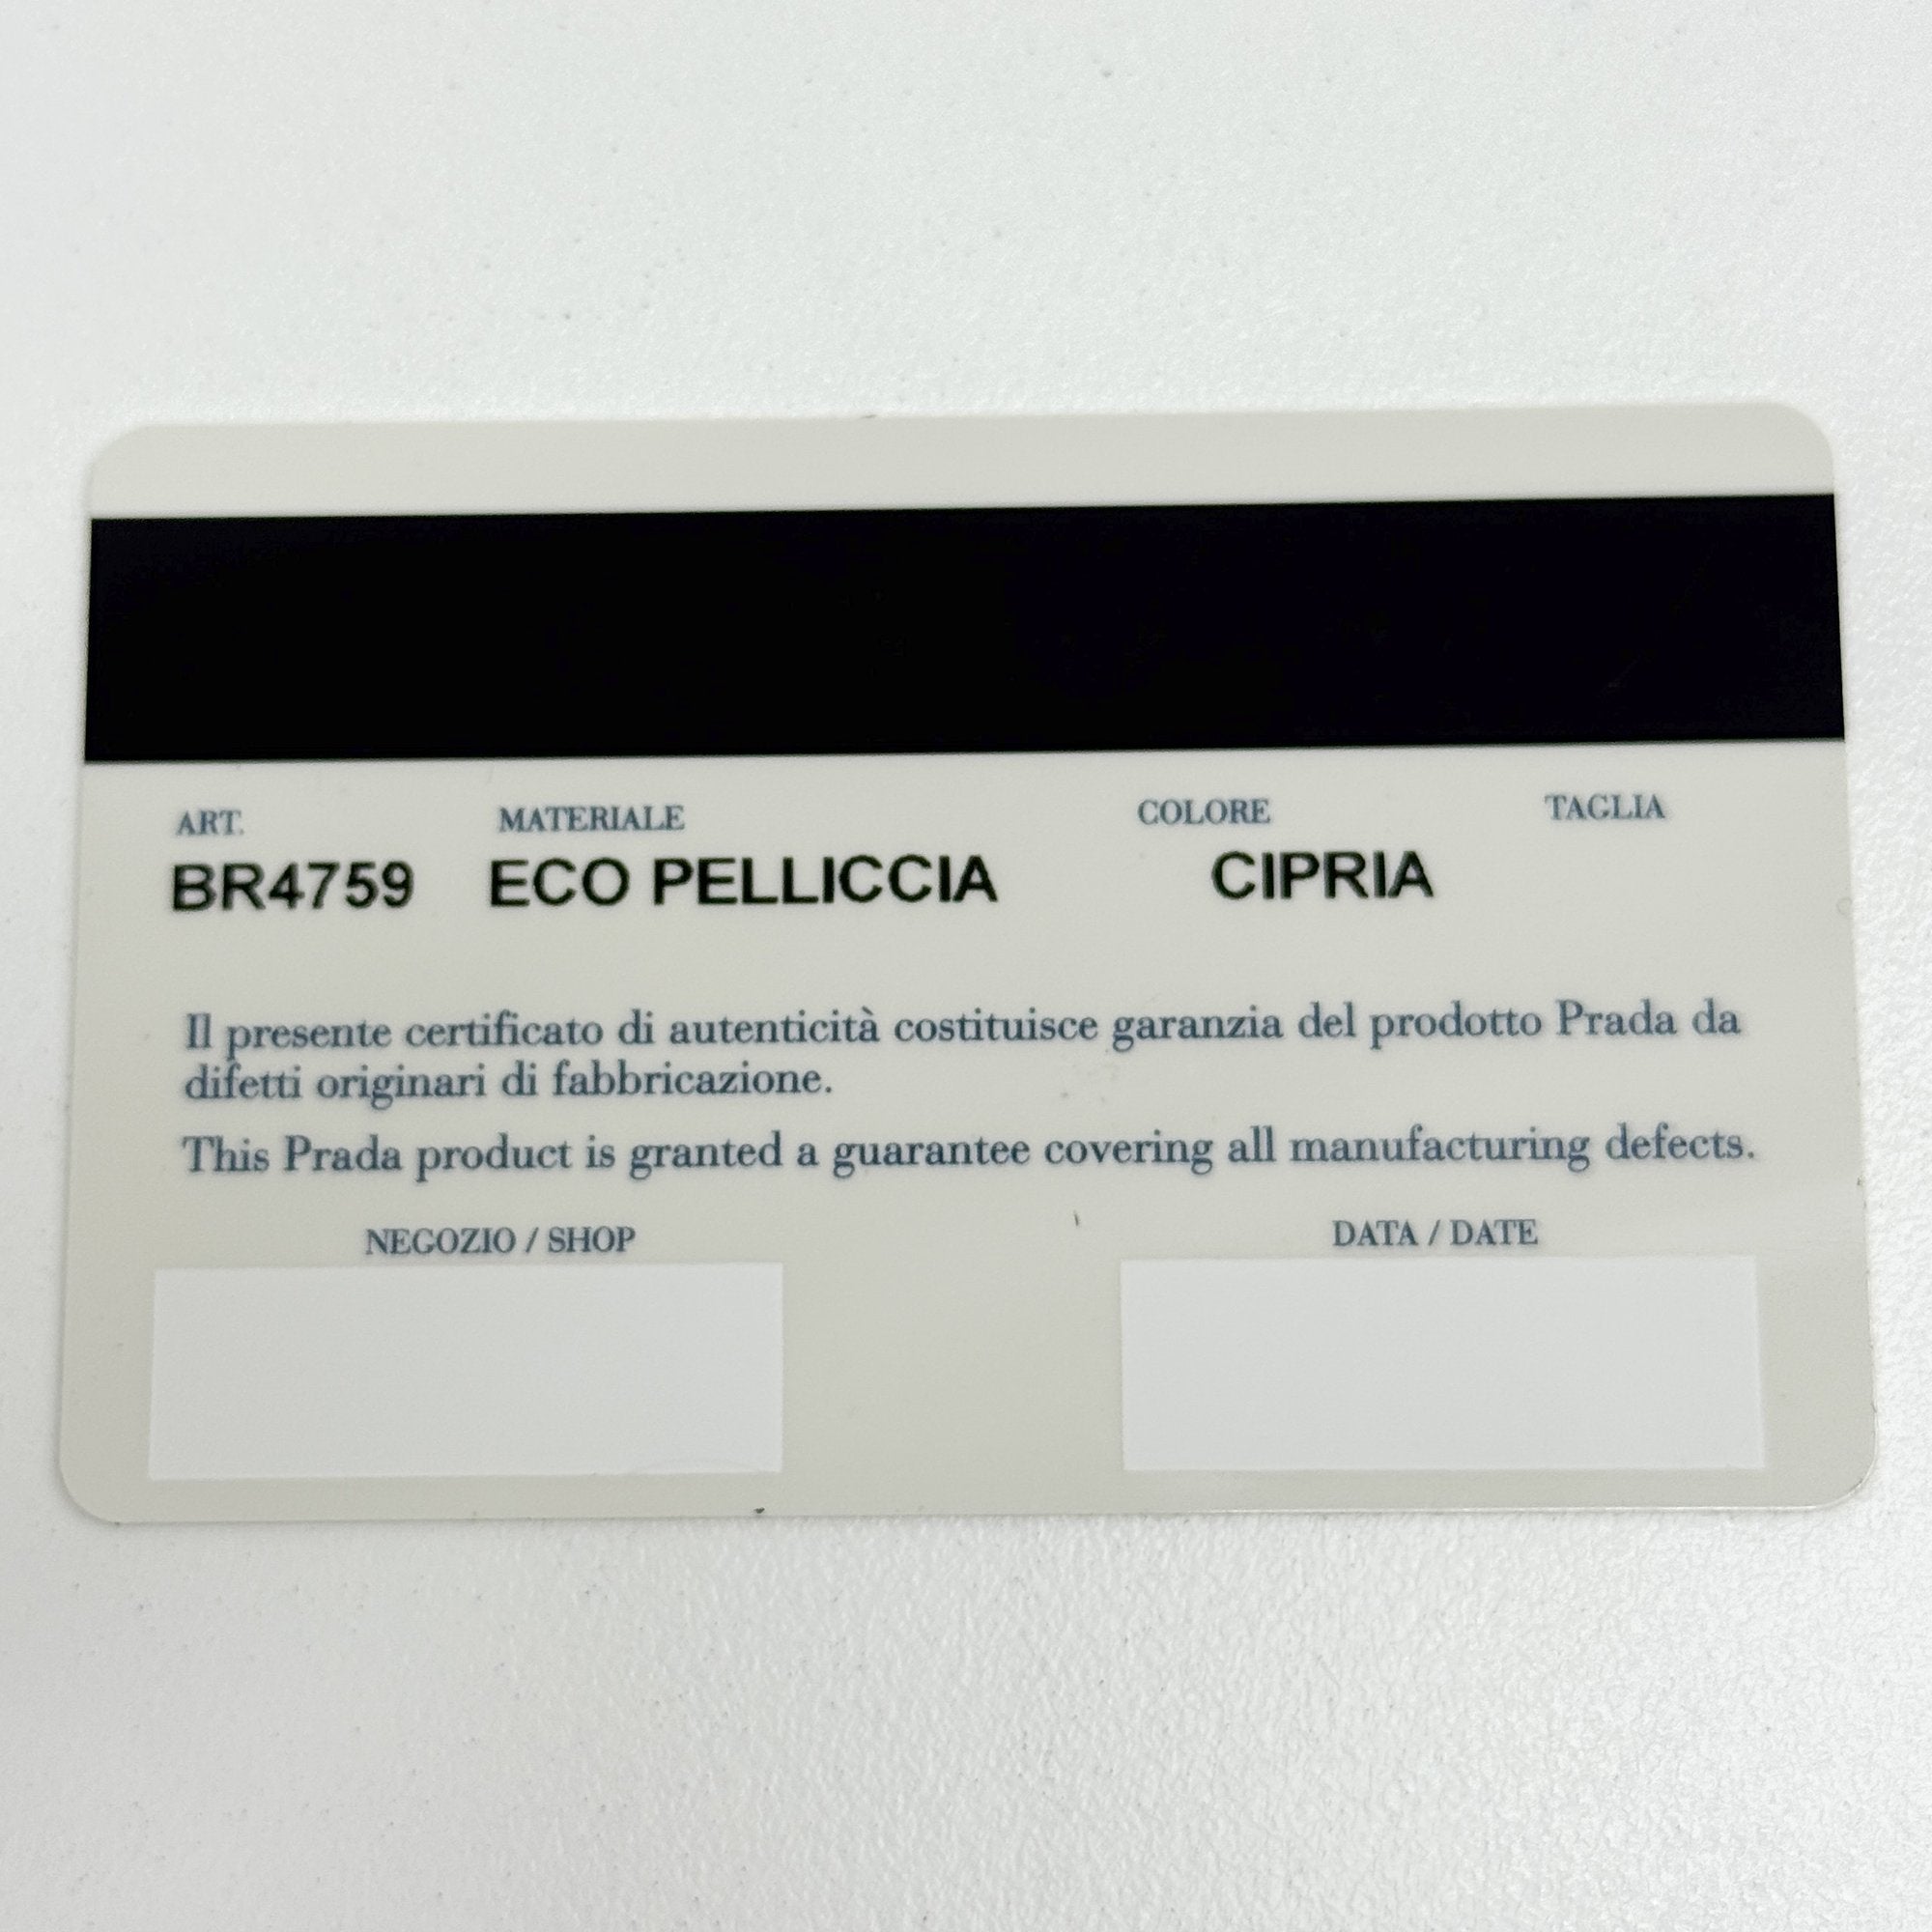 ART. MATERIALE COLORE TAGLIA
BR4759 ECO PELLICCIA CIPRIA
Il presente certificato di autenticità costituisce garanzia del prodotto Prada da
difetti originari di fabbricazione.
This Prada product is granted a guarantee covering all manufacturing defects.
NEGOZIO / SHOP DATA / DATE